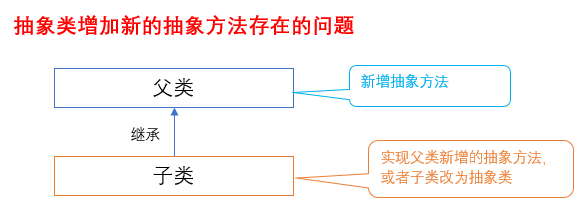 抽象类增加新的抽象方法存在的问题
父类
新增抽象方法
继承
子类
实现父类新增的抽象方法,
或者子类改为抽象类